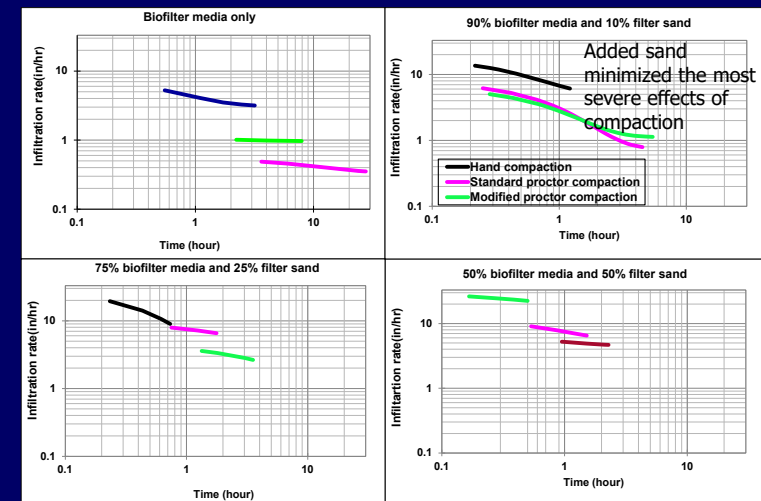 Biofilter media only
Infiltration rate(in/hr)
10
1
0.1
0.1
1
10
Time (hour)
90% biofilter media and 10% filter sand
Added sand
minimized the most
severe effects of
compaction
Infiltration rate(in/hr)
10
1
0.1
Hand compaction
Standard proctor compaction
Modified proctor compaction
0.1
1
10
Time (hour)
75% biofilter media and 25% filter sand
Infiltration rate(in/hr)
10
1
0.1
0.1
1
10
Time (hour)
50% biofilter media and 50% filter sand
Infiltartion rate(in/hr)
10
1
0.1
0.1
1
10
Time (hour)